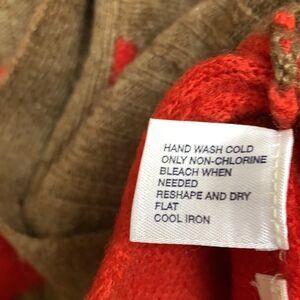 HAND WASH COLD
ONLY NON-CHLORINE
BLEACH WHEN
NEEDED
RESHAPE AND DRY
FLAT
COOL IRON